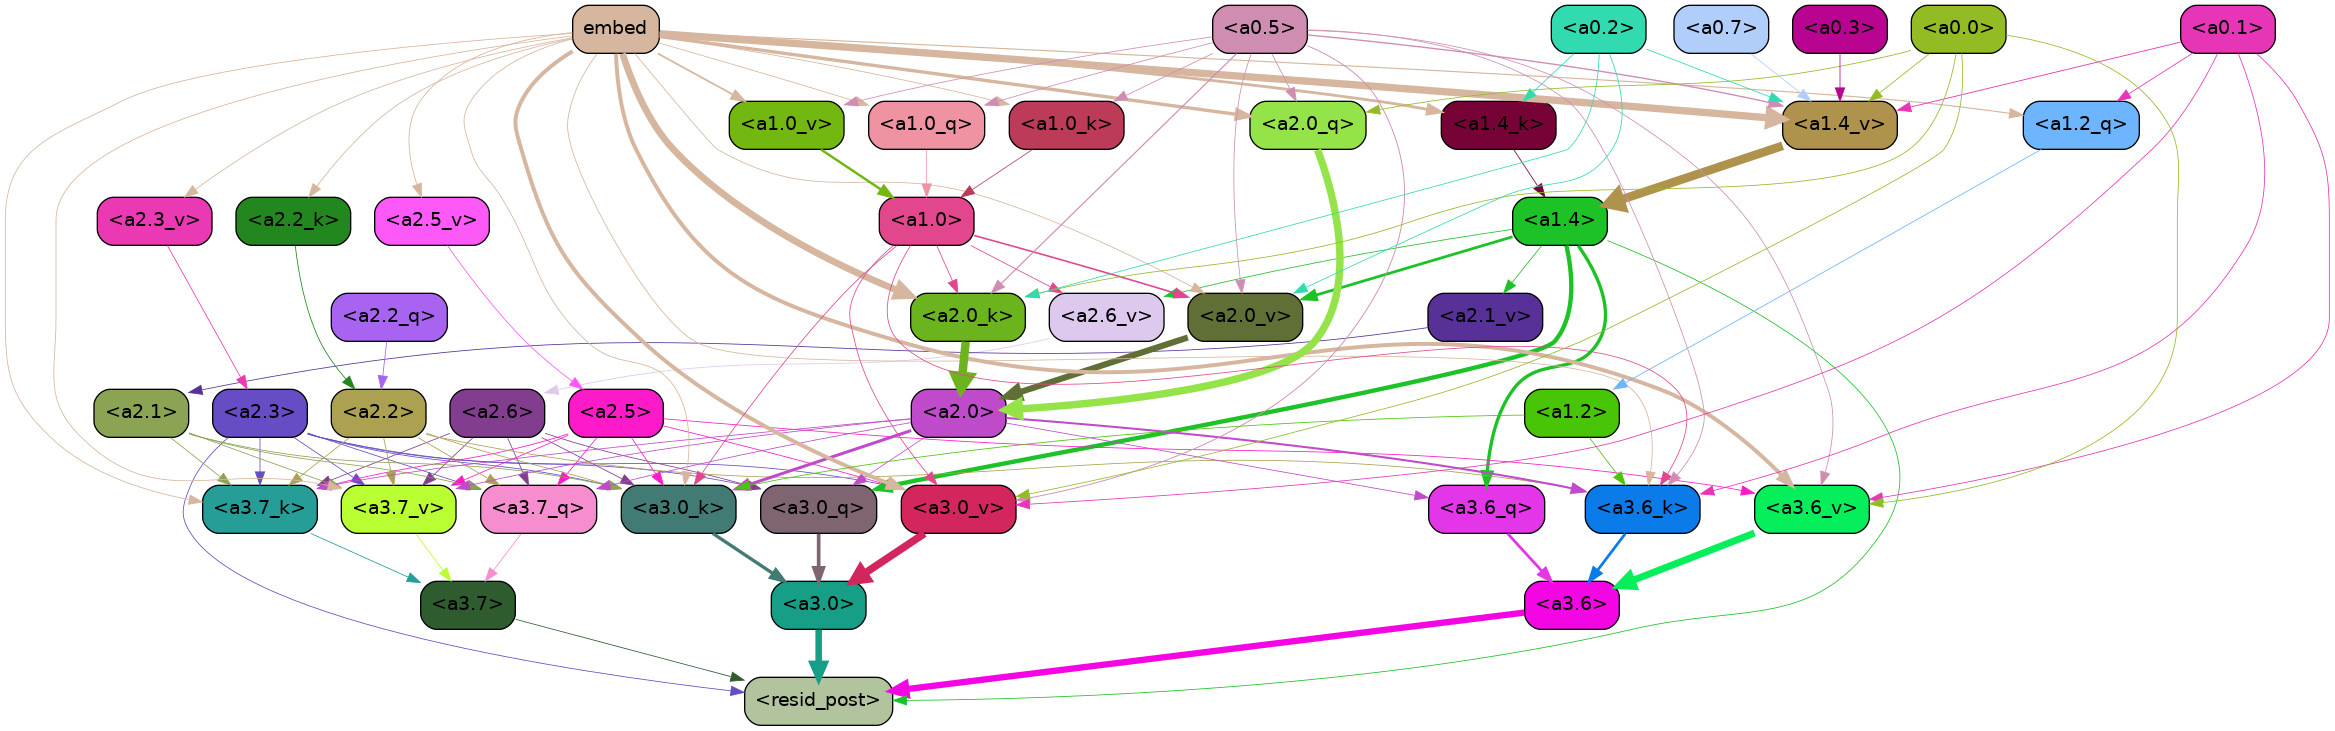 embed
<a0.5>
<a0.2>
<a0.7>
<a0.3>
<a0.0>
<a0.1>
<a1.0_v>
<a1.0_q>
<a1.0_k>
<a2.0_q>
<a1.4_k>
<a1.4_v>
<a1.2_q>
<a2.3_v>
<a2.2_k>
<a2.5_v>
<a1.0>
<a1.4>
<a2.2_q>
<a2.0_k>
<a2.6_v>
<a2.0_v>
<a2.1_v>
<a2.1>
<a2.3>
<a2.2>
<a2.6>
<a2.5>
<a2.0>
<a1.2>
<a3.7_k>
<a3.7_v>
<a3.7_q>
<a3.0_k>
<a3.0_q>
<a3.0_v>
<a3.6_q>
<a3.6_k>
<a3.6_v>
<a3.7>
<a3.0>
<a3.6>
<resid_post>